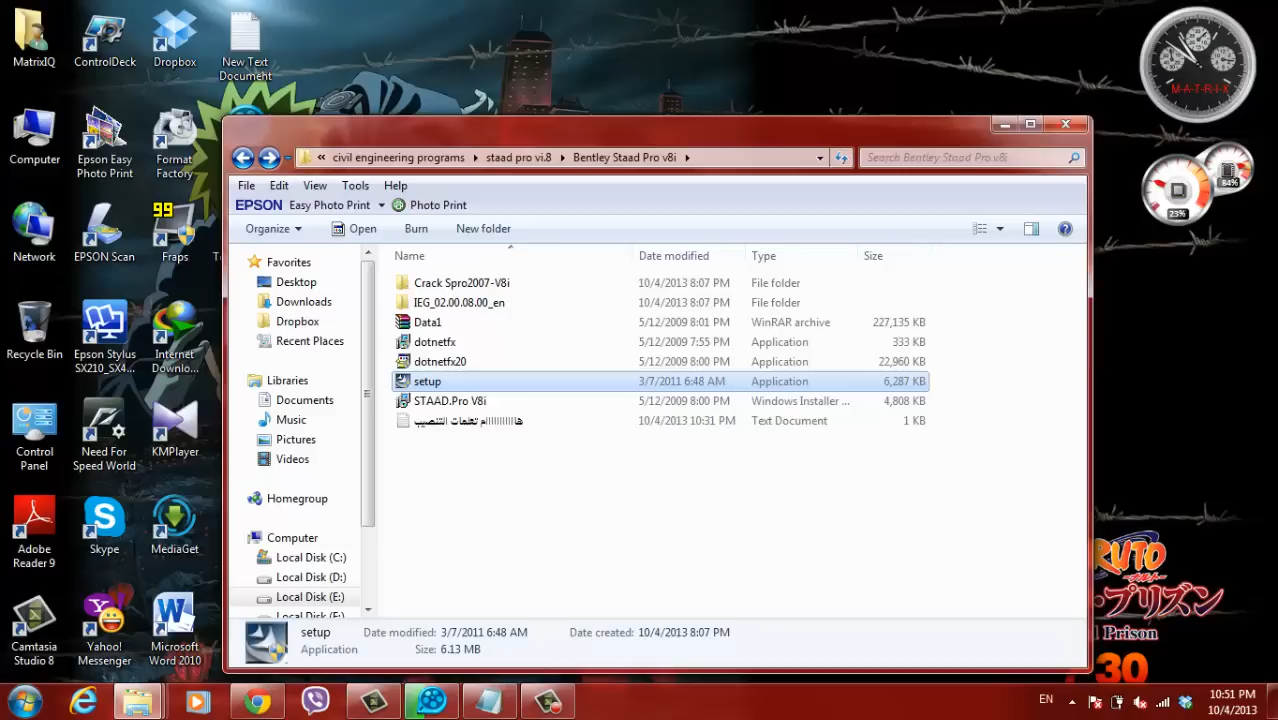 MatrixIQ
ControlDeck
Dropbox
New Text
Document
Computer
Epson Easy
Photo Print
Format
Factory
Network
EPSON Scan
99
Fraps
Recycle Bin
Epson Stylus
SX210_SX4...
Internet
Downlo...
Control
Panel
Need For
Speed World
KMPlayer
Adobe
Reader 9
Skype
MediaGet
Camtasia
Studio 8
Yahoo!
Messenger
Microsoft
Word 2010
M-A-T-R-I-X
84%
23%
« civil engineering programs ▸ staad pro vi.8 ▸ Bentley Staad Pro v8i ▸
Search Bentley Staad Pro v8i
File Edit View Tools Help
EPSON Easy Photo Print Photo Print
Organize Open Burn New folder
Name Date modified Type Size
Crack Spro2007-V8i 10/4/2013 8:07 PM File folder
IEG_02.00.08.00_en 10/4/2013 8:07 PM File folder
Data1 5/12/2009 8:01 PM WinRAR archive 227,135 KB
dotnetfx 5/12/2009 7:55 PM Application 333 KB
dotnetfx20 5/12/2009 8:00 PM Application 22,960 KB
setup 3/7/2011 6:48 AM Application 6,287 KB
STAAD.Pro V8i 5/12/2009 8:00 PM Windows Installer ... 4,808 KB
10/4/2013 10:31 PM Text Document 1 KB
Favorites
Desktop
Downloads
Dropbox
Recent Places
Libraries
Documents
Music
Pictures
Videos
Homegroup
Computer
Local Disk (C:)
Local Disk (D:)
Local Disk (E:)
setup Date modified: 3/7/2011 6:48 AM Date created: 10/4/2013 8:07 PM
Application Size: 6.13 MB
プリズン
Prison
30
EN
10:51 PM
10/4/2013